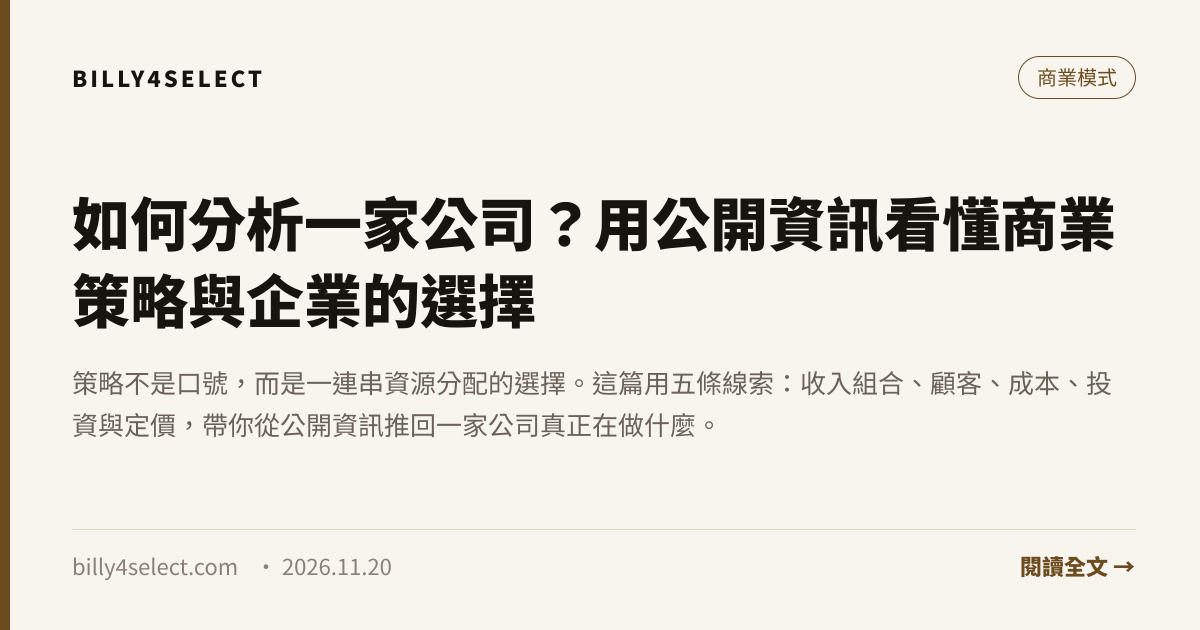 BILLY4SELECT
商業模式
如何分析一家公司？用公開資訊看懂商業
策略與企業的選擇
策略不是口號，而是一連串資源分配的選擇。這篇用五條線索：收入組合、顧客、成本、投
資與定價，帶你從公開資訊推回一家公司真正在做什麼。
billy4select.com ・ 2026.11.20
閱讀全文 →